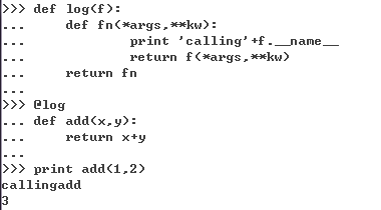 >>> def log(f):
...     def fn(*args,**kw):
...             print 'calling'+f.__name__
...             return f(*args,**kw)
...     return fn
...
>>> @log
... def add(x,y):
...     return x+y
...
>>> print add(1,2)
callingadd
3